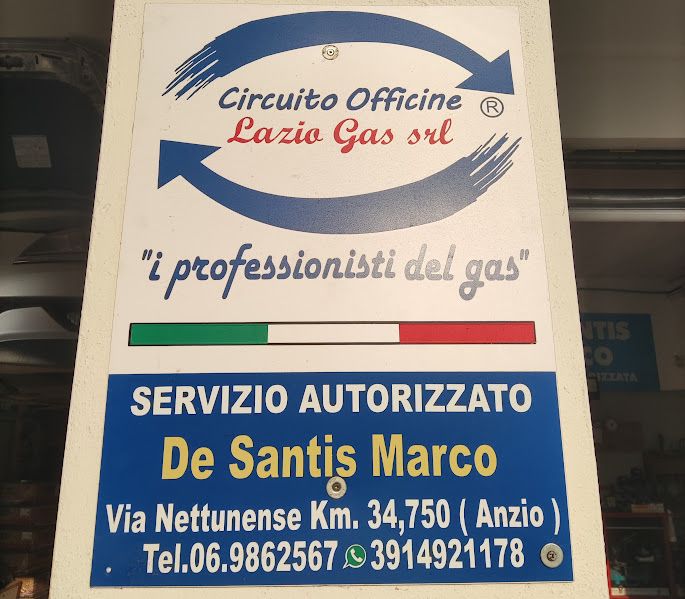 Circuito Officine ®
Lazio Gas srl
"i professionisti del gas"
SERVIZIO AUTORIZZATO
De Santis Marco
Via Nettunense Km. 34,750 ( Anzio )
Tel.06.9862567 3914921178